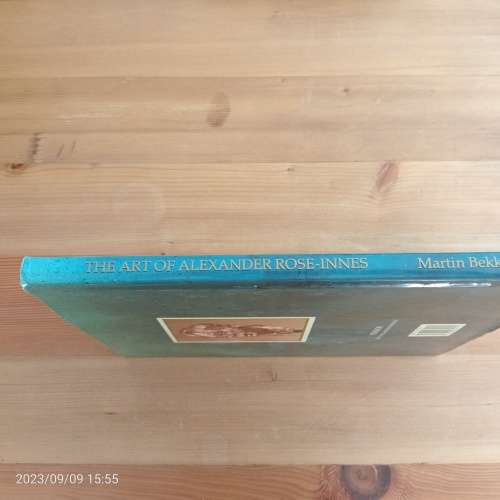 THE ART OF ALEXANDER ROSE-INNES Martin Bekk
2023/09/09 15:55